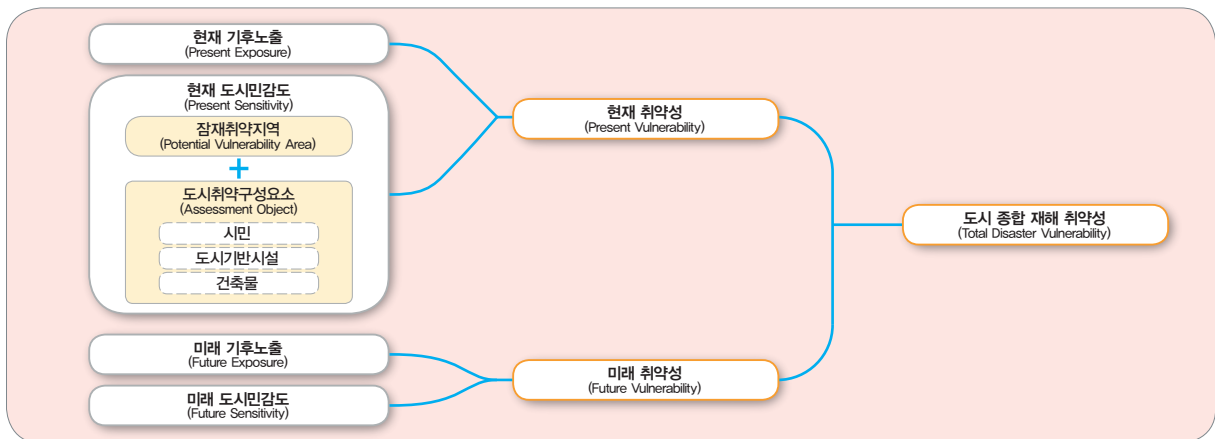 현재 기후노출
(Present Exposure)
현재 도시민감도
(Present Sensitivity)
잠재취약지역
(Potential Vulnerability Area)
+
도시취약구성요소
(Assessment Object)
시민
도시기반시설
건축물
현재 취약성
(Present Vulnerability)
도시 종합 재해 취약성
(Total Disaster Vulnerability)
미래 기후노출
(Future Exposure)
미래 도시민감도
(Future Sensitivity)
미래 취약성
(Future Vulnerability)